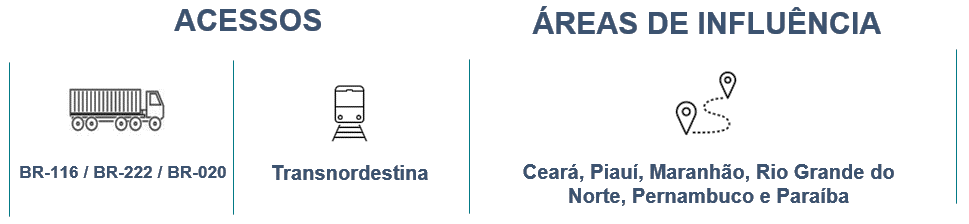 ACESSOS
ÁREAS DE INFLUÊNCIA
BR-116 / BR-222 / BR-020
Transnordestina
Ceará, Piauí, Maranhão, Rio Grande do
Norte, Pernambuco e Paraíba